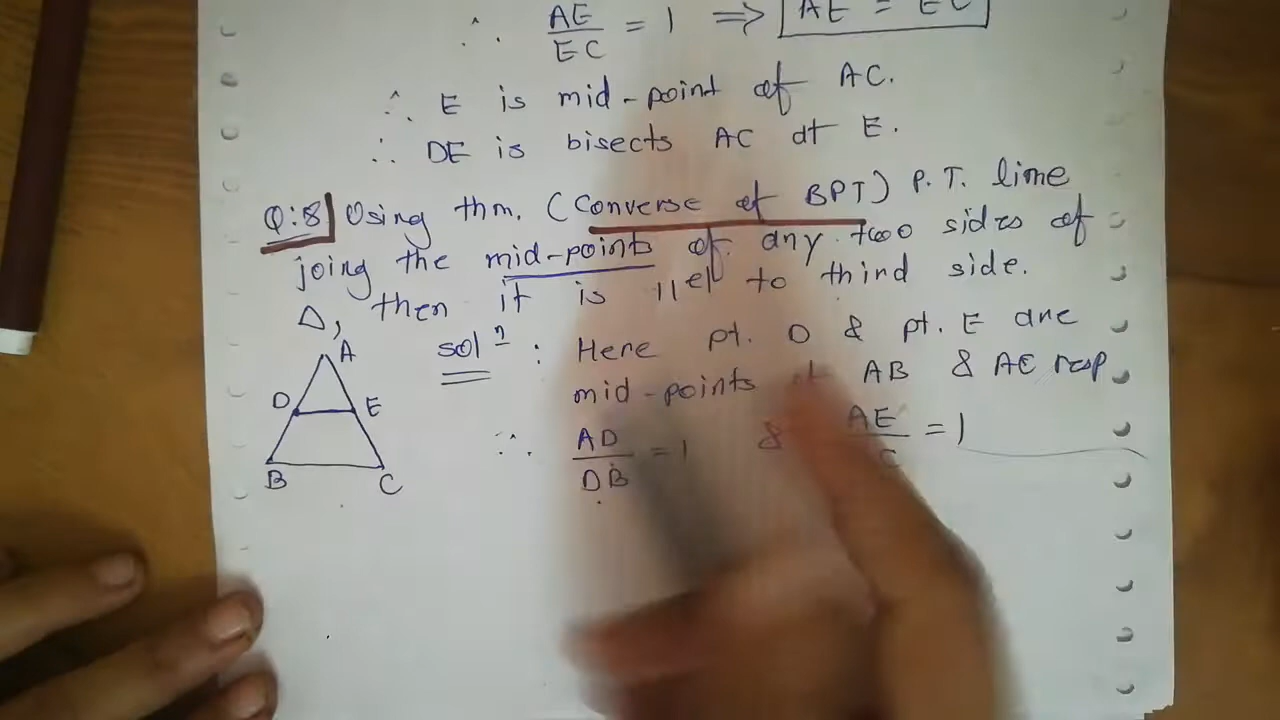 ∴ AE/EC = 1 ⇒ AE = EC
∴ E is mid-point of AC.
∴ DE is bisects AC at E.
Q:8 Using thm. (Converse of BPT) P.T. line
joing the mid-points of any two sides of
Δ, then it is ||el to third side.
solⁿ : Here pt. D & pt. E are
mid-points AB & AE resp
∴ AD/DB = 1 & AE/C = 1
A
D E
B C